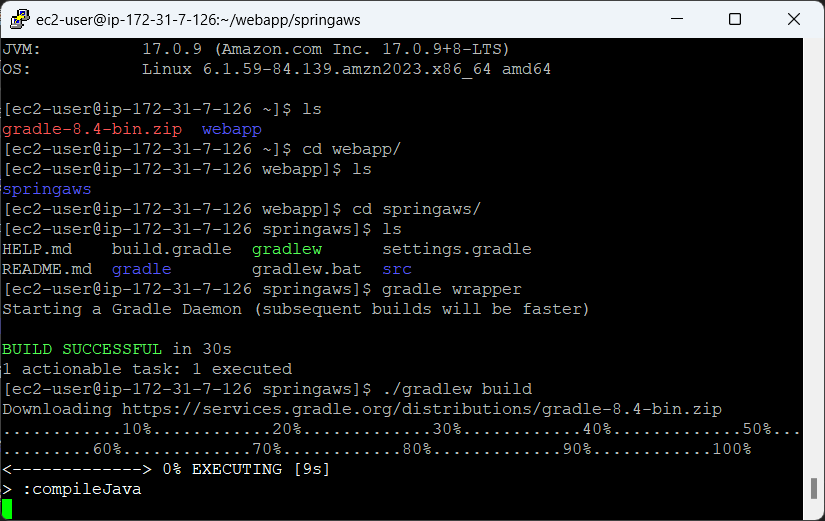 ec2-user@ip-172-31-7-126:~/webapp/springaws
JVM:          17.0.9 (Amazon.com Inc. 17.0.9+8-LTS)
OS:           Linux 6.1.59-84.139.amzn2023.x86_64 amd64
[ec2-user@ip-172-31-7-126 ~]$ ls
gradle-8.4-bin.zip  webapp
[ec2-user@ip-172-31-7-126 ~]$ cd webapp/
[ec2-user@ip-172-31-7-126 webapp]$ ls
springaws
[ec2-user@ip-172-31-7-126 webapp]$ cd springaws/
[ec2-user@ip-172-31-7-126 springaws]$ ls
HELP.md    build.gradle  gradlew      settings.gradle
README.md  gradle        gradlew.bat  src
[ec2-user@ip-172-31-7-126 springaws]$ gradle wrapper
Starting a Gradle Daemon (subsequent builds will be faster)
BUILD SUCCESSFUL in 30s
1 actionable task: 1 executed
[ec2-user@ip-172-31-7-126 springaws]$ ./gradlew build
Downloading https://services.gradle.org/distributions/gradle-8.4-bin.zip
............10%............20%............30%............40%.............50%...
.........60%............70%............80%............90%............100%
<-------------> 0% EXECUTING [9s]
> :compileJava